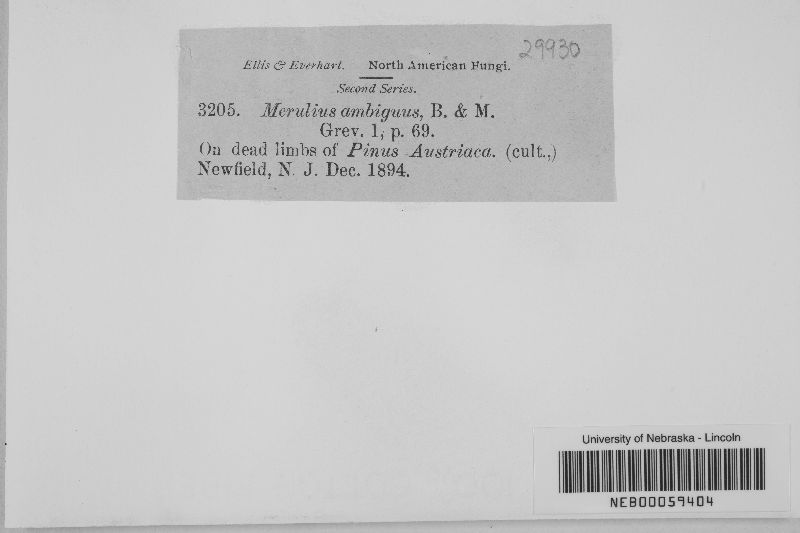 29930
Ellis & Everhart. North American Fungi.
Second Series.
3205. Merulius ambiguus, B. & M.
Grev. 1, p. 69.
On dead limbs of Pinus Austriaca. (cult.,)
Newfield, N. J. Dec. 1894.
University of Nebraska - Lincoln
NEB00059404